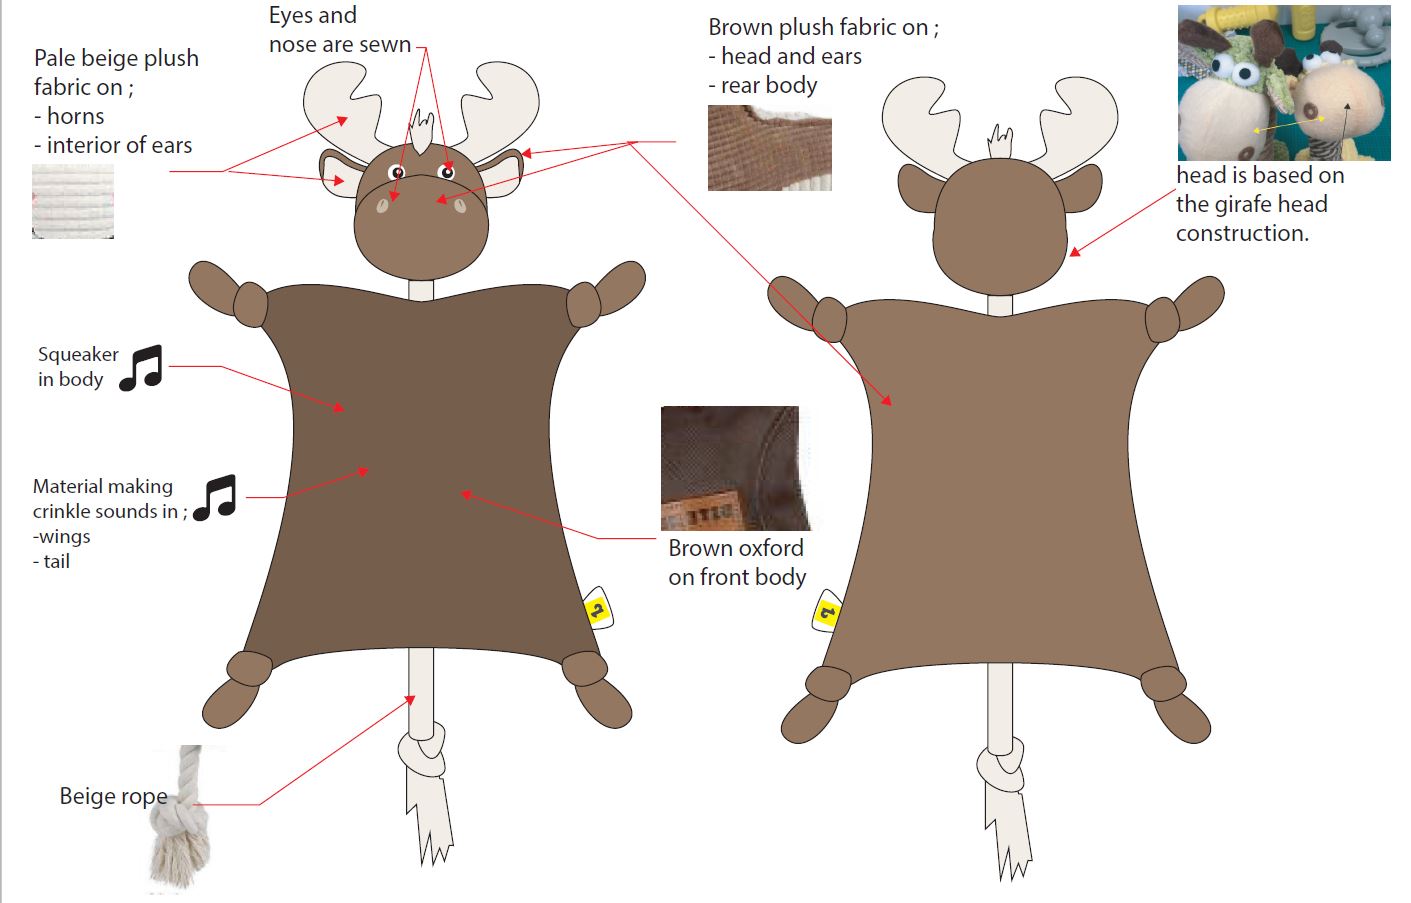 Eyes and
nose are sewn
Pale beige plush
fabric on ;
- horns
- interior of ears
Brown plush fabric on ;
- head and ears
- rear body
head is based on
the girafe head
construction.
Squeaker
in body
Material making
crinkle sounds in ;
-wings
- tail
Brown oxford
on front body
Beige rope